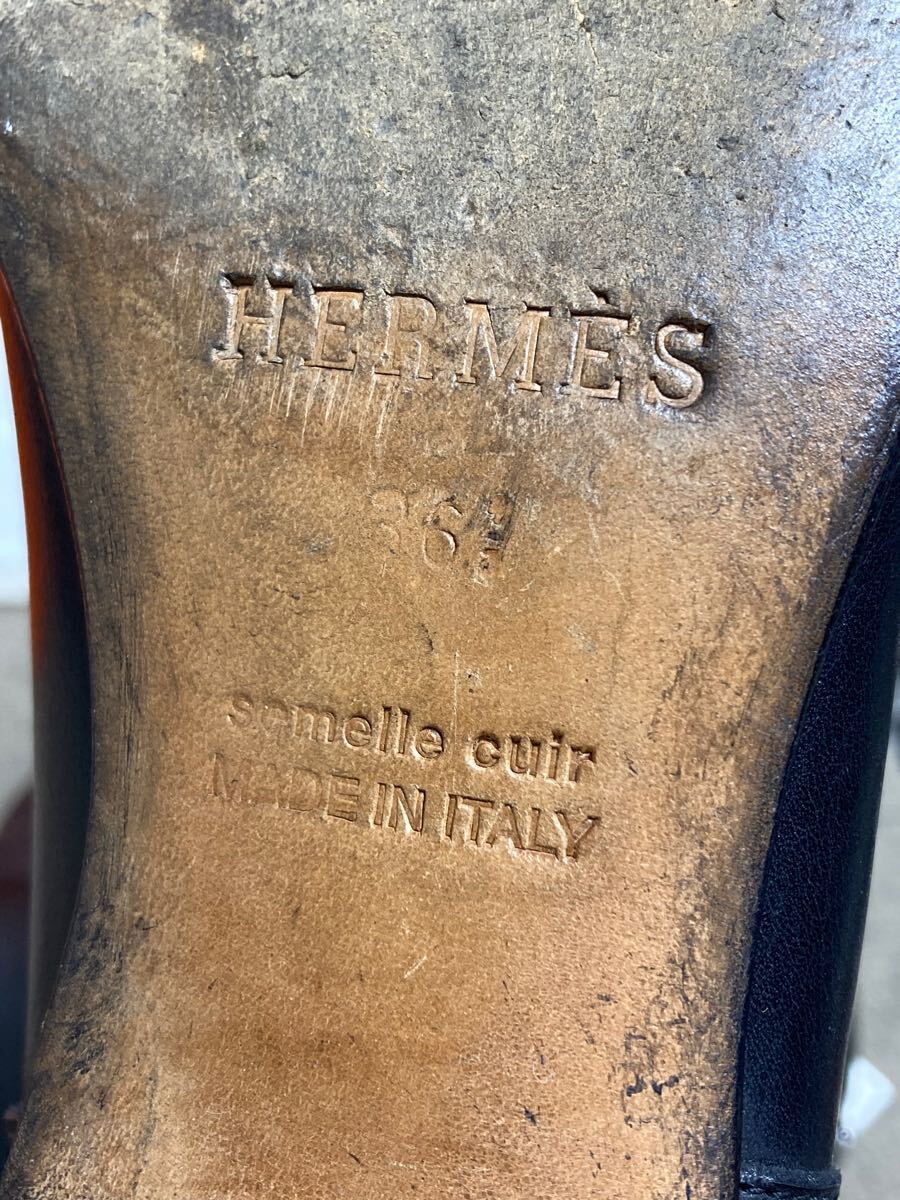 HERMÈS
36½
semelle cuir
MADE IN ITALY